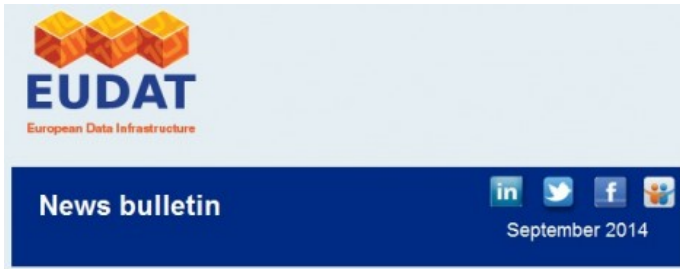 EUDAT
European Data Infrastructure
News bulletin
in
f
September 2014